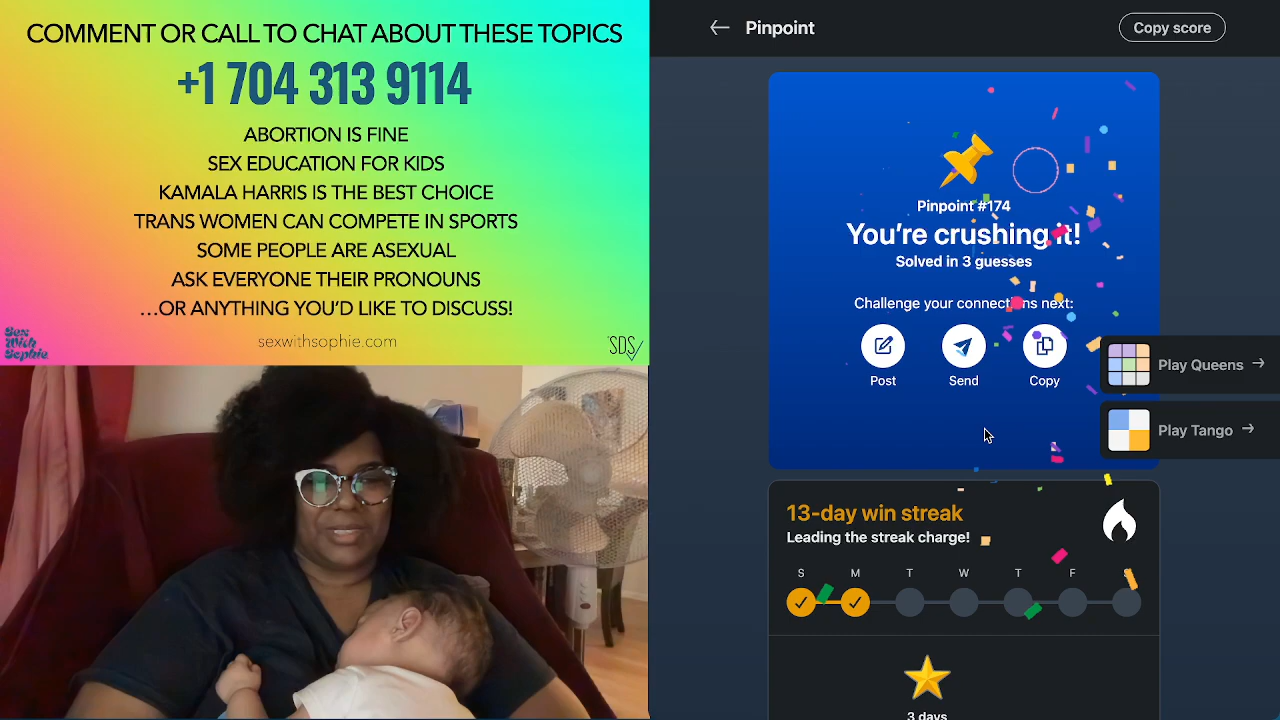 COMMENT OR CALL TO CHAT ABOUT THESE TOPICS
+1 704 313 9114
ABORTION IS FINE
SEX EDUCATION FOR KIDS
KAMALA HARRIS IS THE BEST CHOICE
TRANS WOMEN CAN COMPETE IN SPORTS
SOME PEOPLE ARE ASEXUAL
ASK EVERYONE THEIR PRONOUNS
...OR ANYTHING YOU'D LIKE TO DISCUSS!
sexwithsophie.com
Sex
With
Sophie
SDS
Pinpoint
Copy score
Pinpoint #174
You're crushing it!
Solved in 3 guesses
Challenge your connections next:
Post
Send
Copy
Play Queens
Play Tango
13-day win streak
Leading the streak charge!
S M T W T F S
3 days